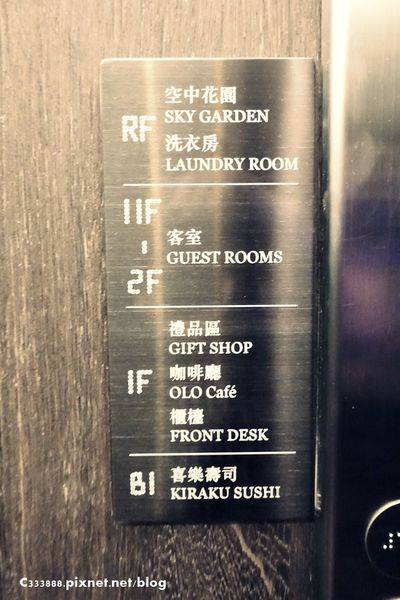 RF
空中花園
SKY GARDEN
洗衣房
LAUNDRY ROOM
11F
-
2F
客室
GUEST ROOMS
1F
禮品區
GIFT SHOP
咖啡廳
OLO Café
櫃檯
FRONT DESK
B1
喜樂壽司
KIRAKU SUSHI
C333888.pixnet.net/blog